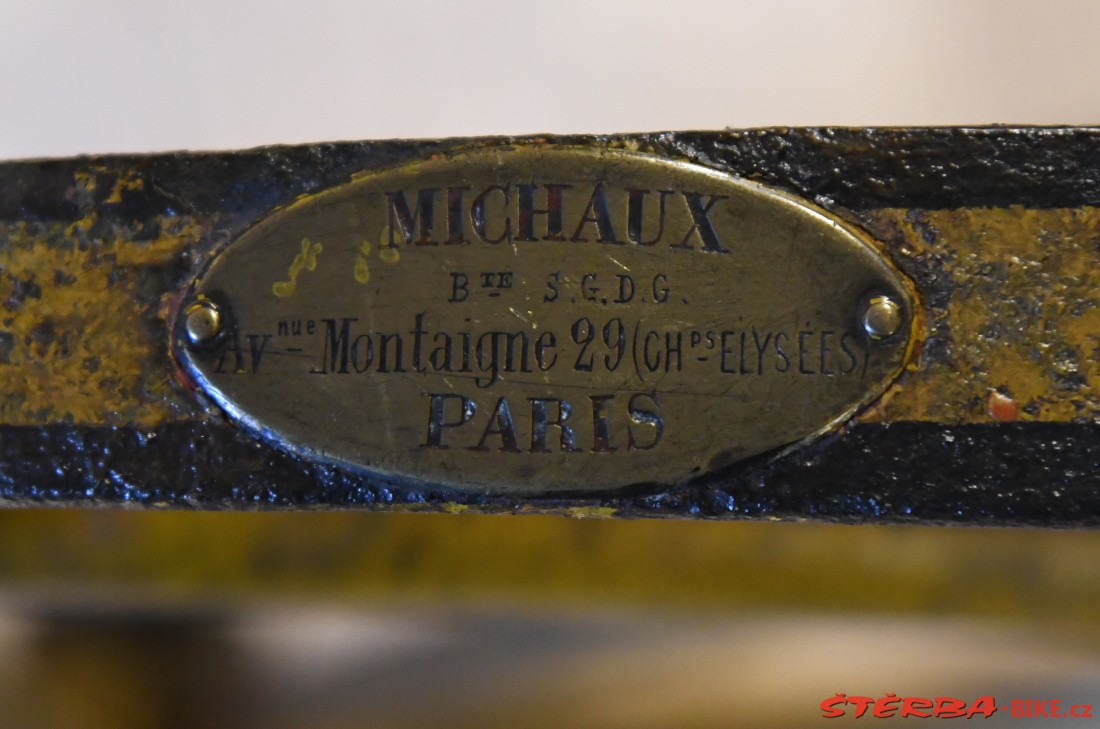 MICHAUX
BTE S.G.D.G.
Avnue Montaigne 29 (CHPS ELYSÉES)
PARIS
ŠTĚRBA-BIKE.cz